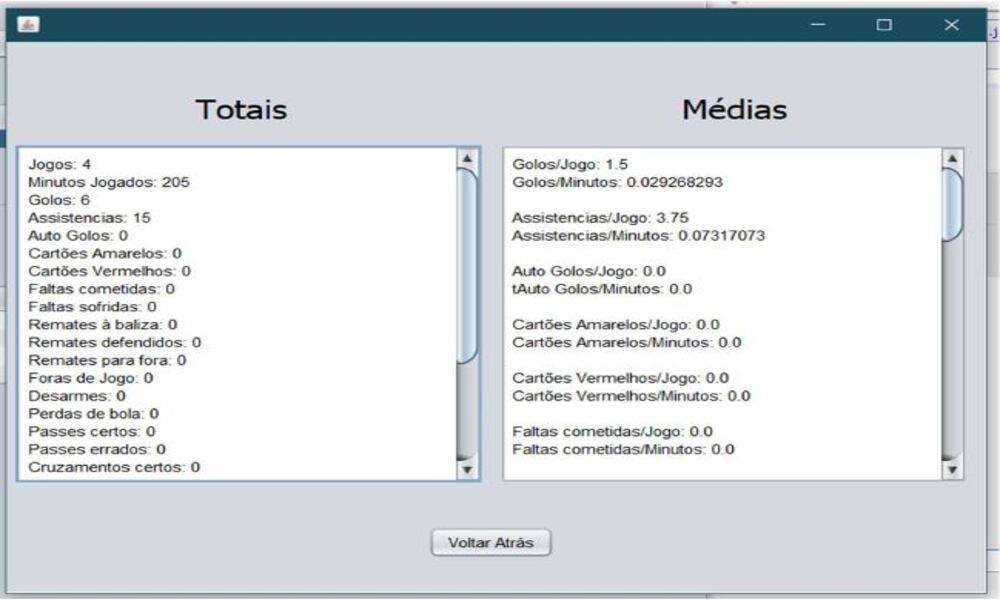 Totais
Jogos: 4
Minutos Jogados: 205
Golos: 6
Assistencias: 15
Auto Golos: 0
Cartões Amarelos: 0
Cartões Vermelhos: 0
Faltas cometidas: 0
Faltas sofridas: 0
Remates à baliza: 0
Remates defendidos: 0
Remates para fora: 0
Foras de Jogo: 0
Desarmes: 0
Perdas de bola: 0
Passes certos: 0
Passes errados: 0
Cruzamentos certos: 0
Médias
Golos/Jogo: 1.5
Golos/Minutos: 0.029268293
Assistencias/Jogo: 3.75
Assistencias/Minutos: 0.07317073
Auto Golos/Jogo: 0.0
tAuto Golos/Minutos: 0.0
Cartões Amarelos/Jogo: 0.0
Cartões Amarelos/Minutos: 0.0
Cartões Vermelhos/Jogo: 0.0
Cartões Vermelhos/Minutos: 0.0
Faltas cometidas/Jogo: 0.0
Faltas cometidas/Minutos: 0.0
Voltar Atrás